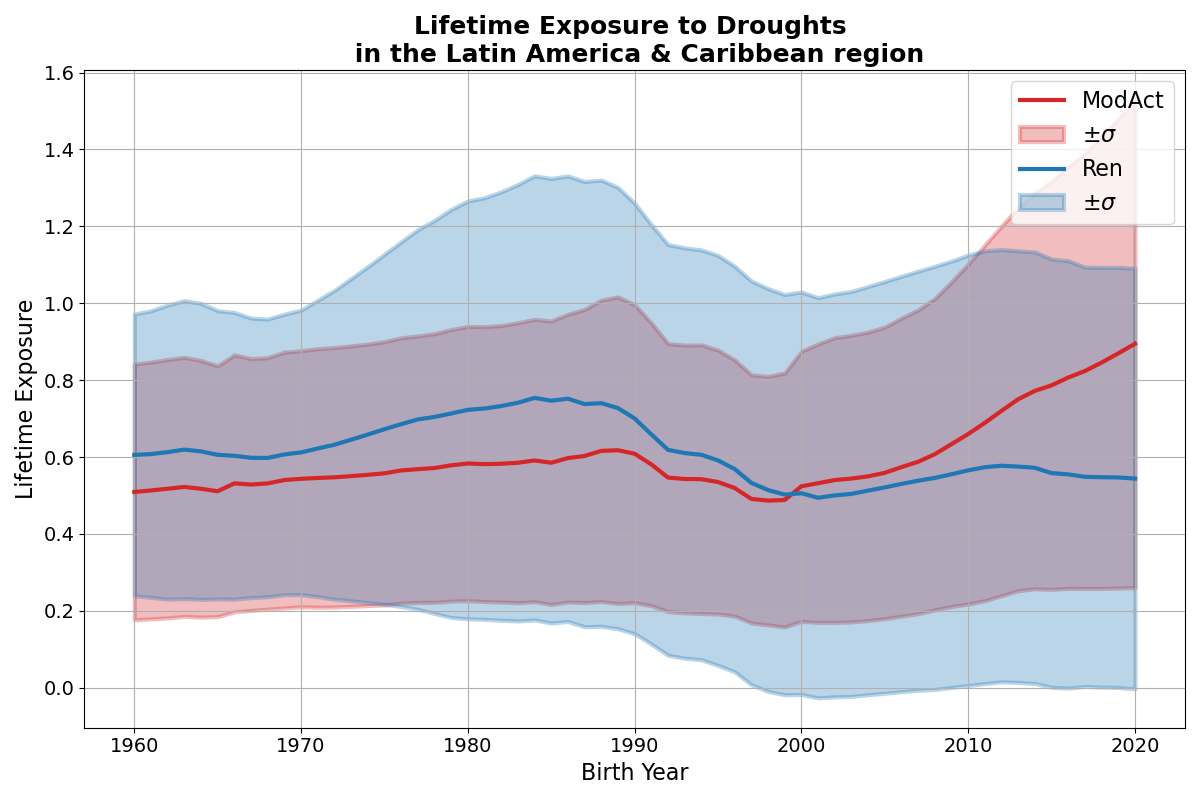 Lifetime Exposure to Droughts
in the Latin America & Caribbean region
Lifetime Exposure
1.6
1.4
1.2
1.0
0.8
0.6
0.4
0.2
0.0
ModAct
±σ
Ren
±σ
1960 1970 1980 1990 2000 2010 2020
Birth Year